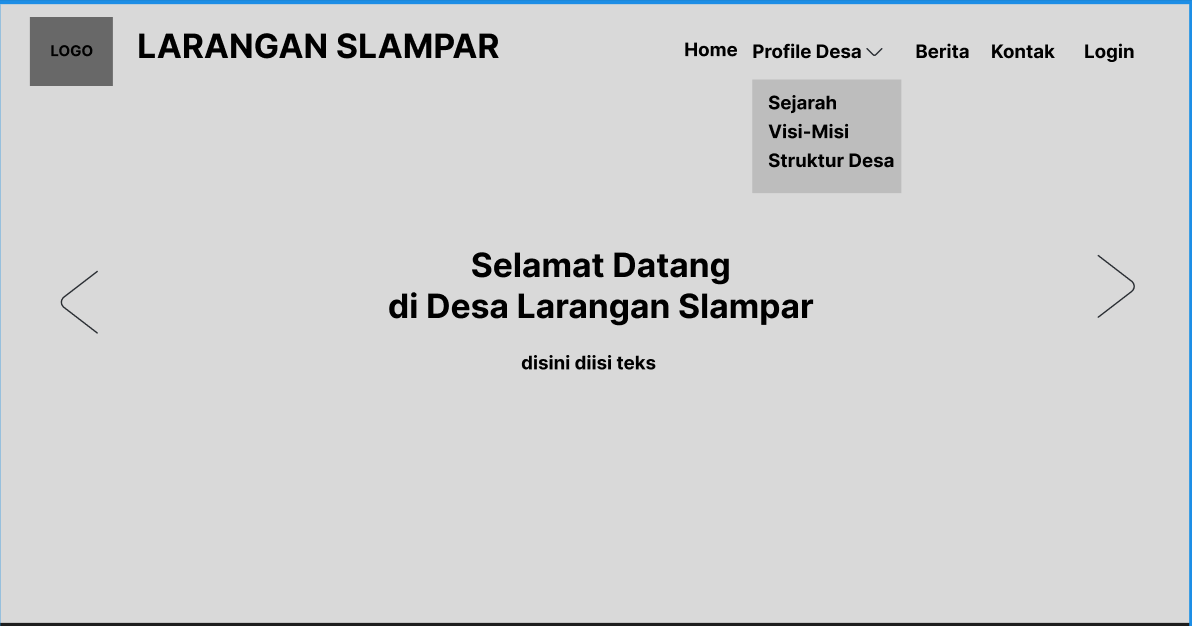 LOGO
LARANGAN SLAMPAR
Home
Profile Desa
Berita
Kontak
Login
Sejarah
Visi-Misi
Struktur Desa
Selamat Datang
di Desa Larangan Slampar
disini diisi teks